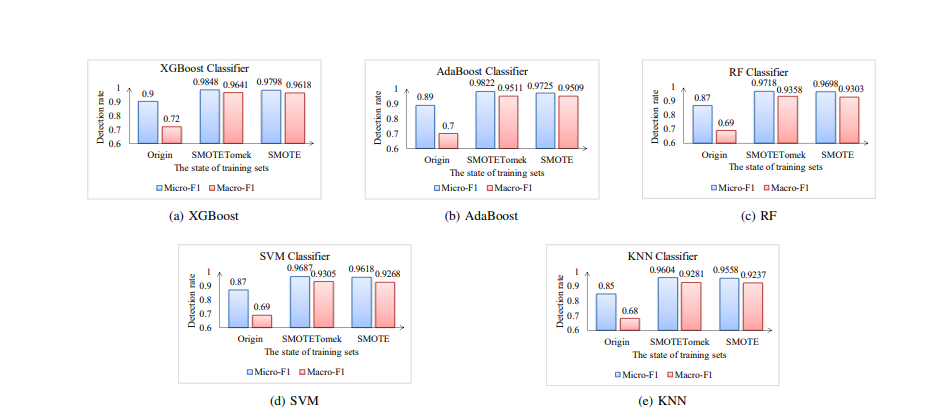 XGBoost Classifier
0.9848 0.9641 0.9798 0.9618
0.9
0.72
1
0.9
0.8
0.7
0.6
Detection rate
Origin SMOTETomek SMOTE
The state of training sets
Micro-F1 Macro-F1
(a) XGBoost
AdaBoost Classifier
0.9822 0.9511 0.9725 0.9509
0.89
0.7
1
0.9
0.8
0.7
0.6
Detection rate
Origin SMOTETomek SMOTE
The state of training sets
Micro-F1 Macro-F1
(b) AdaBoost
RF Classifier
0.9718 0.9358 0.9698 0.9303
0.87
0.69
1
0.9
0.8
0.7
0.6
Detection rate
Origin SMOTETomek SMOTE
The state of training sets
Micro-F1 Macro-F1
(c) RF
SVM Classifier
0.9687 0.9305 0.9618 0.9268
0.87
0.69
1
0.9
0.8
0.7
0.6
Detection rate
Origin SMOTETomek SMOTE
The state of training sets
Micro-F1 Macro-F1
(d) SVM
KNN Classifier
0.9604 0.9281 0.9558 0.9237
0.85
0.68
1
0.9
0.8
0.7
0.6
Detection rate
Origin SMOTETomek SMOTE
The state of training sets
Micro-F1 Macro-F1
(e) KNN